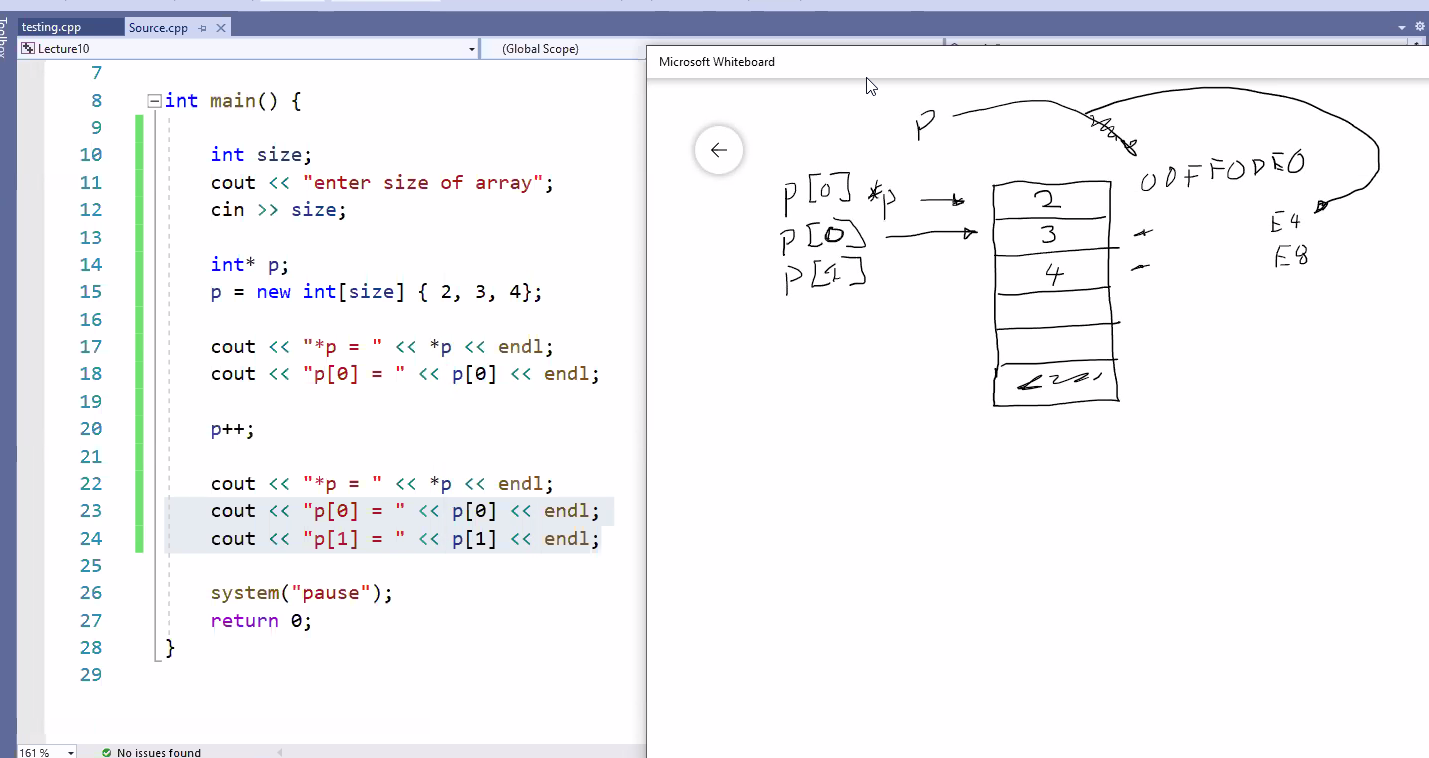 testing.cpp
Source.cpp
Toolbox
Lecture10
(Global Scope)
7
8 int main() {
9
10 int size;
11 cout << "enter size of array";
12 cin >> size;
13
14 int* p;
15 p = new int[size] { 2, 3, 4};
16
17 cout << "*p = " << *p << endl;
18 cout << "p[0] = " << p[0] << endl;
19
20 p++;
21
22 cout << "*p = " << *p << endl;
23 cout << "p[0] = " << p[0] << endl;
24 cout << "p[1] = " << p[1] << endl;
25
26 system("pause");
27 return 0;
28 }
29
161 %
No issues found
Microsoft Whiteboard
p
0DFF0DE0
p[0] *p 2
p[0] 3 E4
p[1] 4 E8